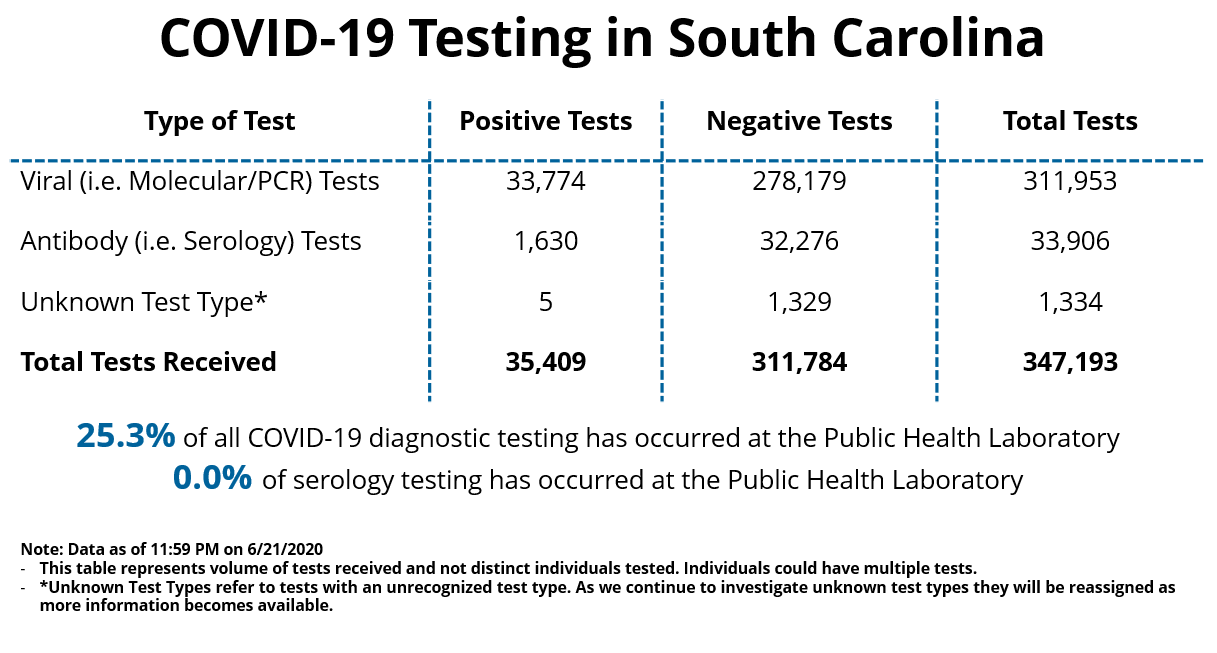 COVID-19 Testing in South Carolina
Type of Test Positive Tests Negative Tests Total Tests
Viral (i.e. Molecular/PCR) Tests 33,774 278,179 311,953
Antibody (i.e. Serology) Tests 1,630 32,276 33,906
Unknown Test Type* 5 1,329 1,334
Total Tests Received 35,409 311,784 347,193
25.3% of all COVID-19 diagnostic testing has occurred at the Public Health Laboratory
0.0% of serology testing has occurred at the Public Health Laboratory
Note: Data as of 11:59 PM on 6/21/2020
- This table represents volume of tests received and not distinct individuals tested. Individuals could have multiple tests.
- *Unknown Test Types refer to tests with an unrecognized test type. As we continue to investigate unknown test types they will be reassigned as
more information becomes available.